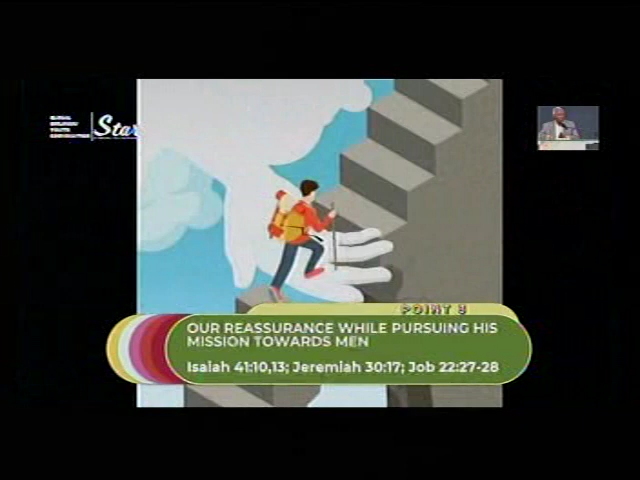 Star
POINT 3
OUR REASSURANCE WHILE PURSUING HIS
MISSION TOWARDS MEN
Isaiah 41:10,13; Jeremiah 30:17; Job 22:27-28